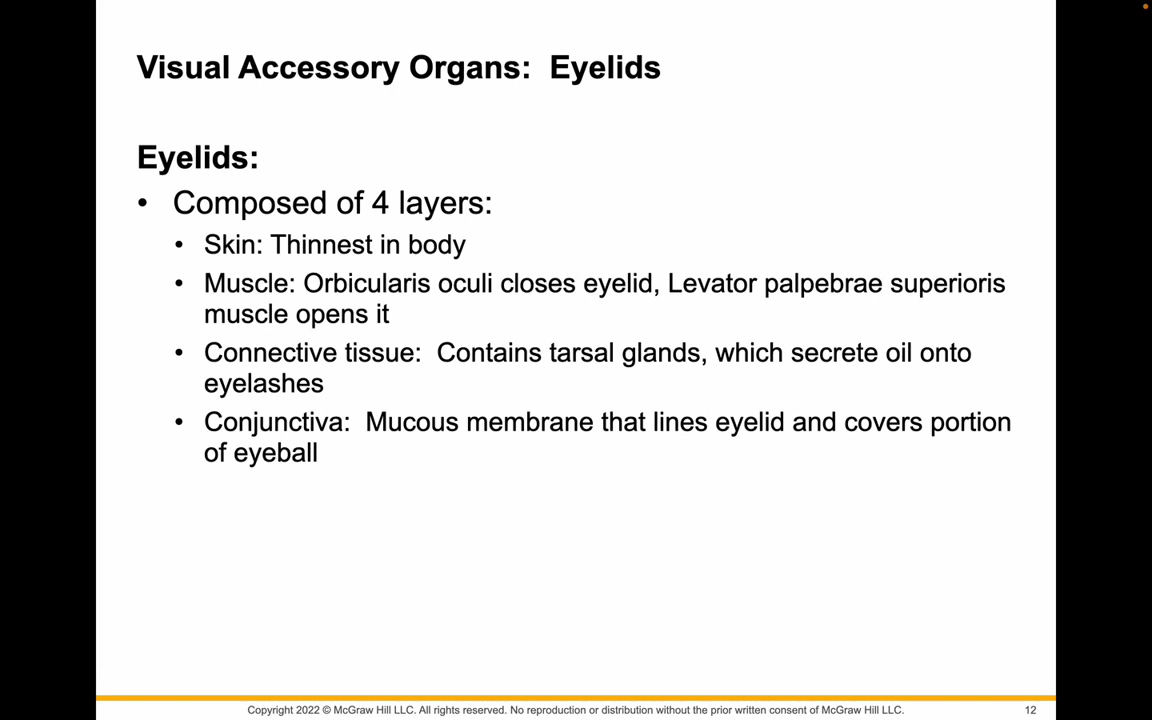 Visual Accessory Organs:  Eyelids
Eyelids:
• Composed of 4 layers:
• Skin: Thinnest in body
• Muscle: Orbicularis oculi closes eyelid, Levator palpebrae superioris
muscle opens it
• Connective tissue:  Contains tarsal glands, which secrete oil onto
eyelashes
• Conjunctiva:  Mucous membrane that lines eyelid and covers portion
of eyeball
Copyright 2022 © McGraw Hill LLC. All rights reserved. No reproduction or distribution without the prior written consent of McGraw Hill LLC. 12